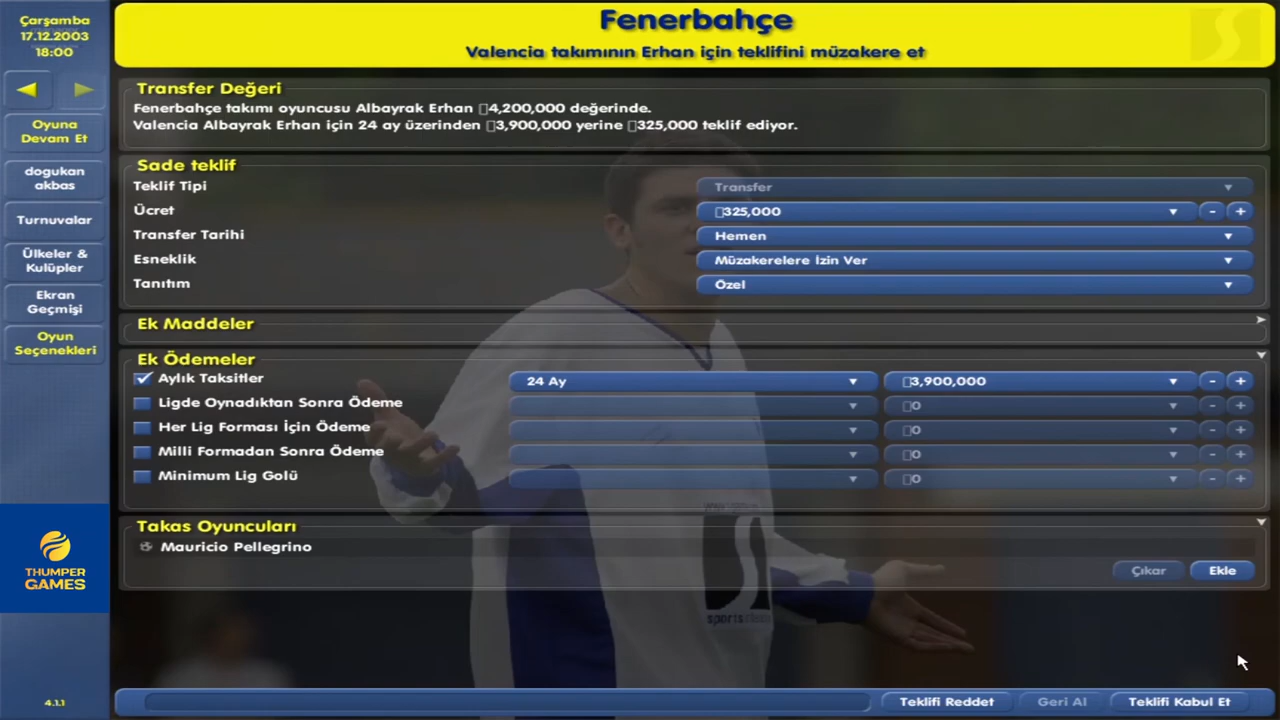 Çarşamba
17.12.2003
18:00
Oyuna
Devam Et
dogukan
akbas
Turnuvalar
Ülkeler &
Kulüpler
Ekran
Geçmişi
Oyun
Seçenekleri
THUMPER
GAMES
4.1.1
Fenerbahçe
Valencia takımının Erhan için teklifini müzakere et
Transfer Değeri
Fenerbahçe takımı oyuncusu Albayrak Erhan ▯4,200,000 değerinde.
Valencia Albayrak Erhan için 24 ay üzerinden ▯3,900,000 yerine ▯325,000 teklif ediyor.
Sade teklif
Teklif Tipi Transfer
Ücret ▯325,000 - +
Transfer Tarihi Hemen
Esneklik Müzakerelere İzin Ver
Tanıtım Özel
Ek Maddeler
Ek Ödemeler
Aylık Taksitler 24 Ay ▯3,900,000 - +
Ligde Oynadıktan Sonra Ödeme ▯0 - +
Her Lig Forması İçin Ödeme ▯0 - +
Milli Formadan Sonra Ödeme ▯0 - +
Minimum Lig Golü ▯0 - +
Takas Oyuncuları
Mauricio Pellegrino
Çıkar Ekle
sports
Teklifi Reddet Geri Al Teklifi Kabul Et